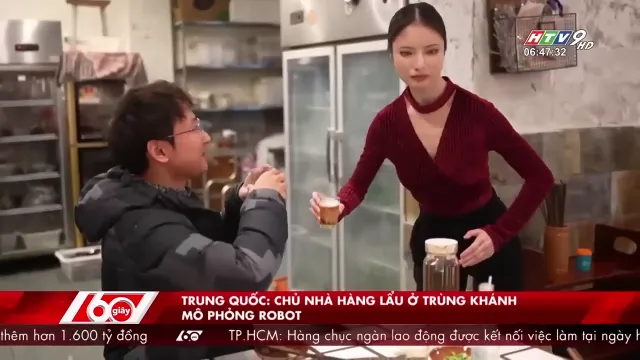 HTV9 HD
06:47:32
TRUNG QUỐC: CHỦ NHÀ HÀNG LẨU Ở TRÙNG KHÁNH
MÔ PHỎNG ROBOT
60 giây
thêm hơn 1.600 tỷ đồng
TP.HCM: Hàng chục ngàn lao động được kết nối việc làm tại ngày h